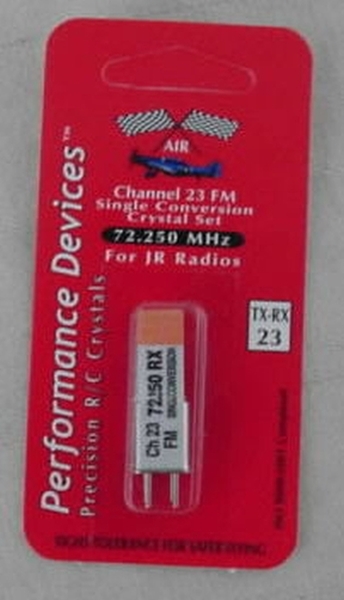 AIR
Channel 23 FM
Single Conversion
Crystal Set
72.250 MHz
For JR Radios
Performance Devices™
Precision R/C Crystals
TX-RX
23
Ch 23 72.250 RX
SINGLE CONVERSION
FM
TOLERANCE FOR SAFER FLYING